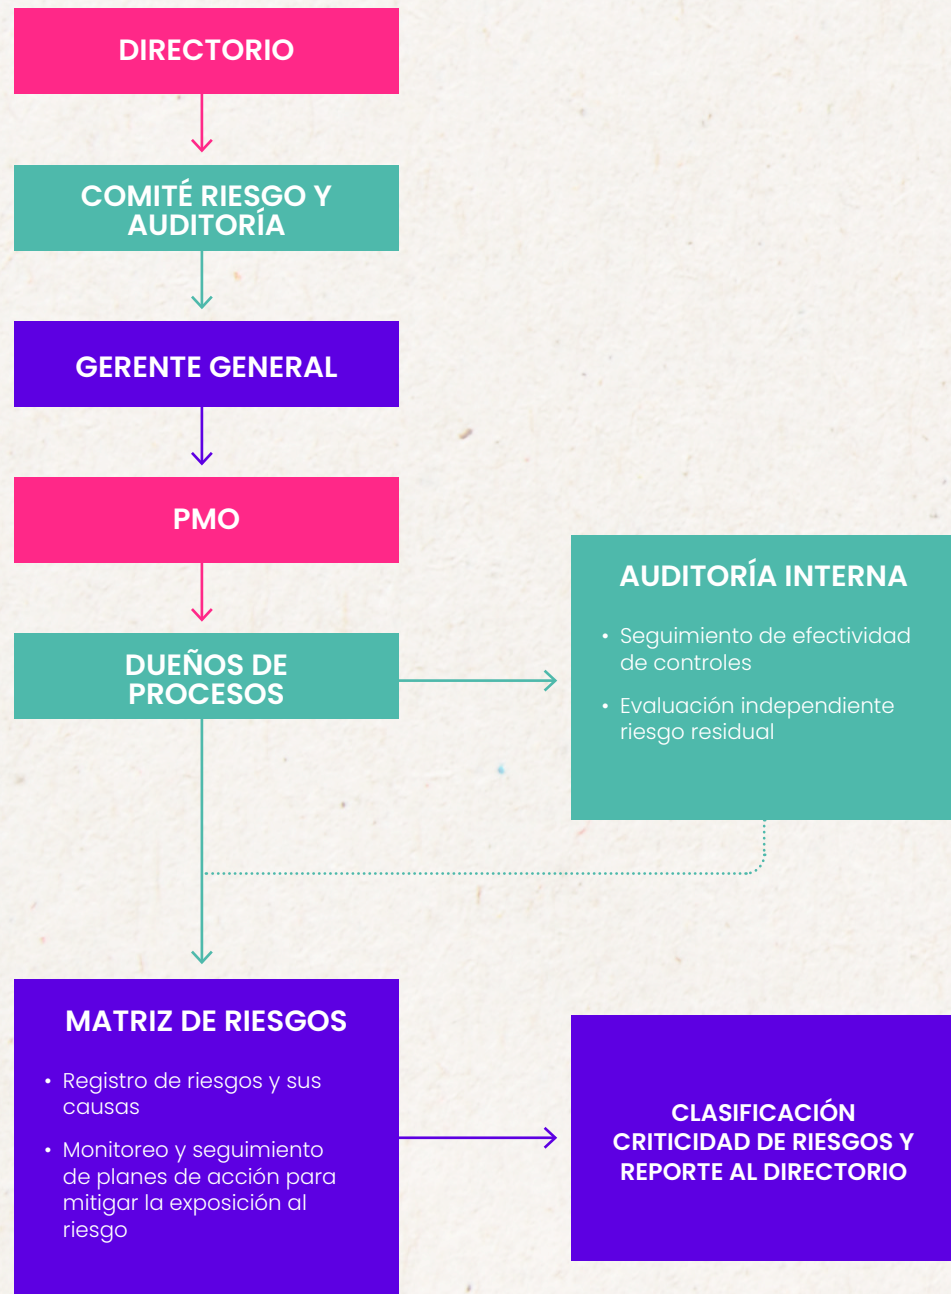 DIRECTORIO
COMITÉ RIESGO Y
AUDITORÍA
GERENTE GENERAL
PMO
DUEÑOS DE
PROCESOS
AUDITORÍA INTERNA
• Seguimiento de efectividad
de controles
• Evaluación independiente
riesgo residual
MATRIZ DE RIESGOS
• Registro de riesgos y sus
causas
• Monitoreo y seguimiento
de planes de acción para
mitigar la exposición al
riesgo
CLASIFICACIÓN
CRITICIDAD DE RIESGOS Y
REPORTE AL DIRECTORIO